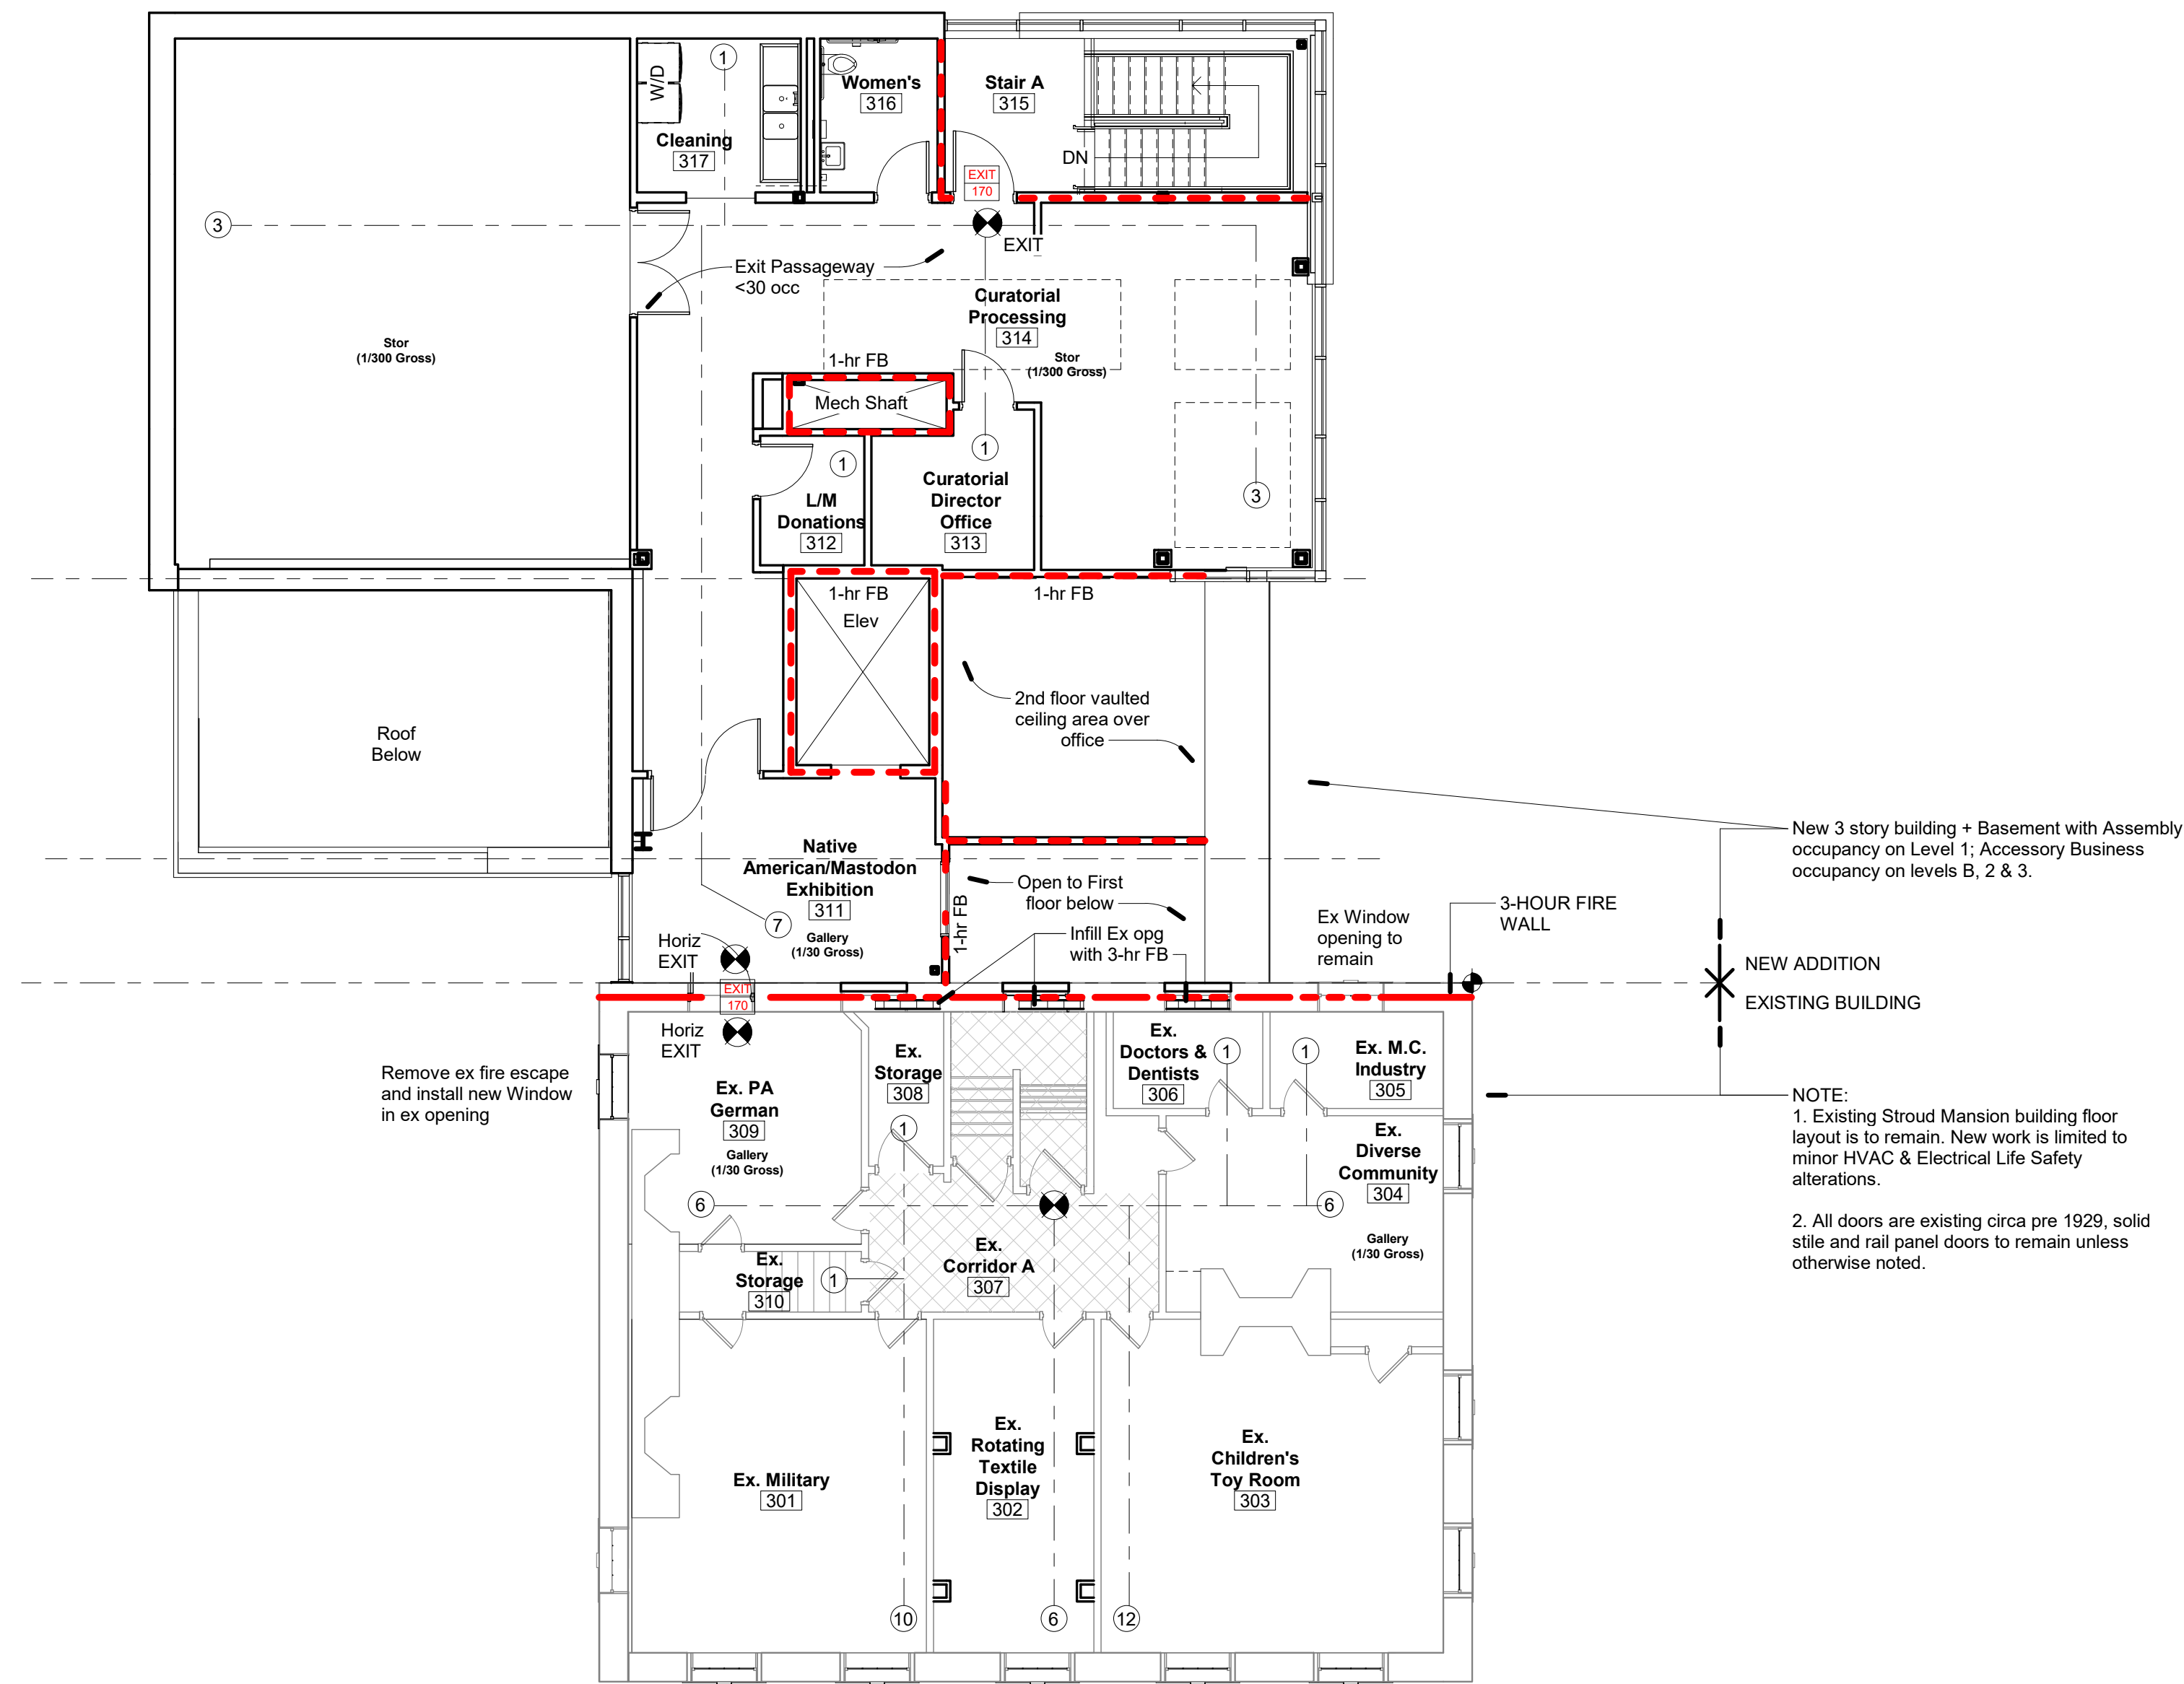 W/D
1
Cleaning
317
Women's
316
Stair A
315
DN
EXIT
170
3
EXIT
Exit Passageway
<30 occ
Curatorial
Processing
314
Stor
(1/300 Gross)
Stor
(1/300 Gross)
1-hr FB
Mech Shaft
1
1
L/M
Donations
312
Curatorial
Director
Office
313
3
1-hr FB
Elev
1-hr FB
2nd floor vaulted
ceiling area over
office
Roof
Below
New 3 story building + Basement with Assembly
occupancy on Level 1; Accessory Business
occupancy on levels B, 2 & 3.
Native
American/Mastodon
Exhibition
311
Gallery
(1/30 Gross)
7
1-hr FB
Open to First
floor below
Infill Ex opg
with 3-hr FB
Ex Window
opening to
remain
3-HOUR FIRE
WALL
NEW ADDITION
EXISTING BUILDING
Horiz
EXIT
EXIT
170
Horiz
EXIT
Remove ex fire escape
and install new Window
in ex opening
Ex. PA
German
309
Gallery
(1/30 Gross)
Ex.
Storage
308
1
Ex.
Doctors &
Dentists
306
1
1
Ex. M.C.
Industry
305
Ex.
Diverse
Community
304
Gallery
(1/30 Gross)
6
6
NOTE:
1. Existing Stroud Mansion building floor
layout is to remain. New work is limited to
minor HVAC & Electrical Life Safety
alterations.
2. All doors are existing circa pre 1929, solid
stile and rail panel doors to remain unless
otherwise noted.
Ex.
Storage
310
1
Ex.
Corridor A
307
Ex. Military
301
Ex.
Rotating
Textile
Display
302
Ex.
Children's
Toy Room
303
10
6
12